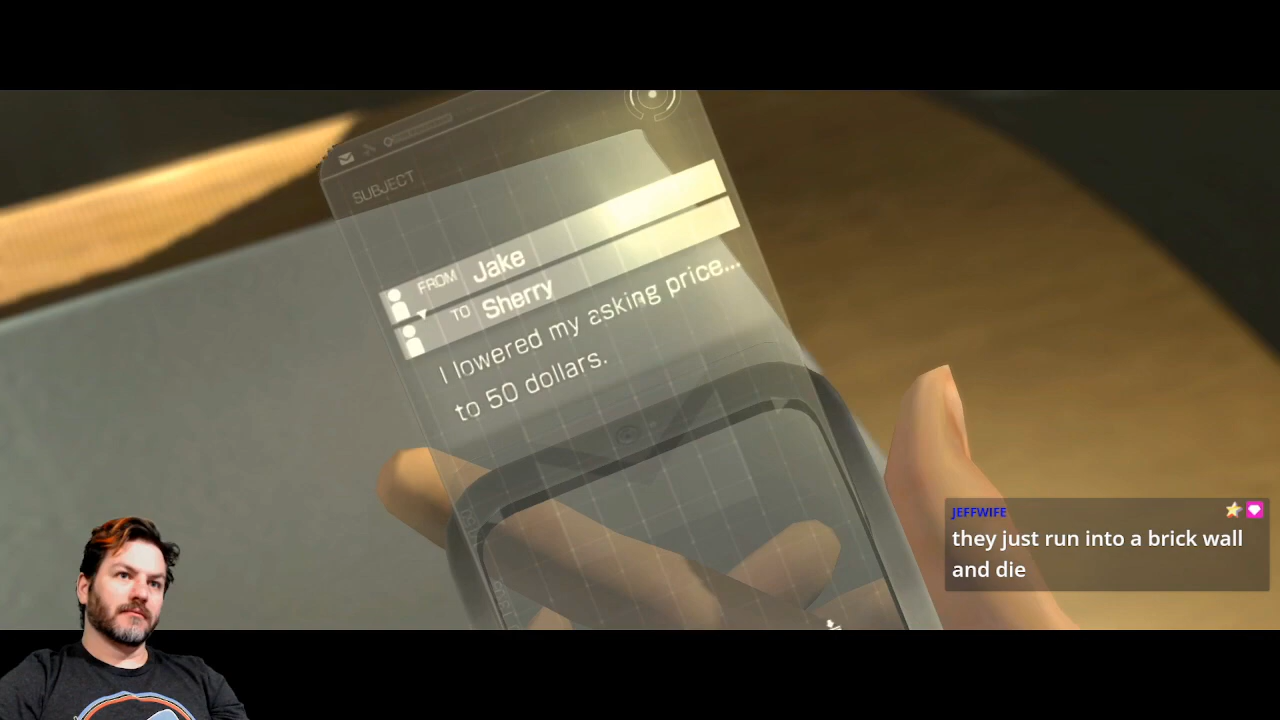 SUBJECT
FROM Jake
TO Sherry
I lowered my asking price...
to 50 dollars.
JEFFWIFE
they just run into a brick wall
and die